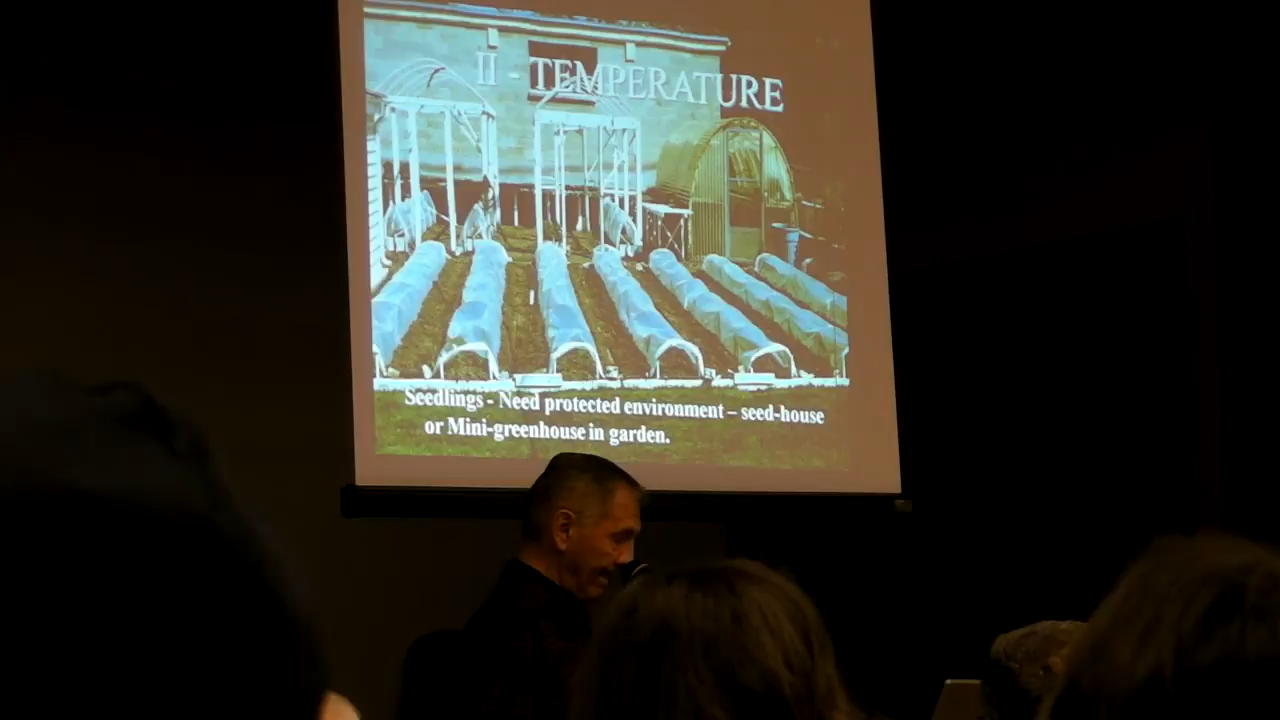 II - TEMPERATURE
Seedlings - Need protected environment – seed-house
or Mini-greenhouse in garden.